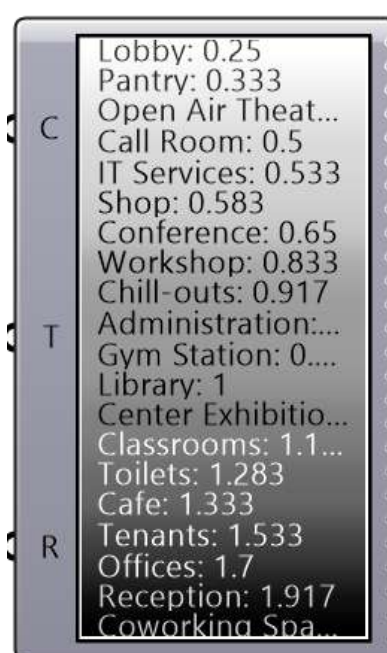 Lobby: 0.25
Pantry: 0.333
Open Air Theat...
C
Call Room: 0.5
IT Services: 0.533
Shop: 0.583
Conference: 0.65
Workshop: 0.833
Chill-outs: 0.917
Administration:...
T
Gym Station: 0....
Library: 1
Center Exhibitio...
Classrooms: 1.1...
Toilets: 1.283
Cafe: 1.333
Tenants: 1.533
R
Offices: 1.7
Reception: 1.917
Coworking Spa...